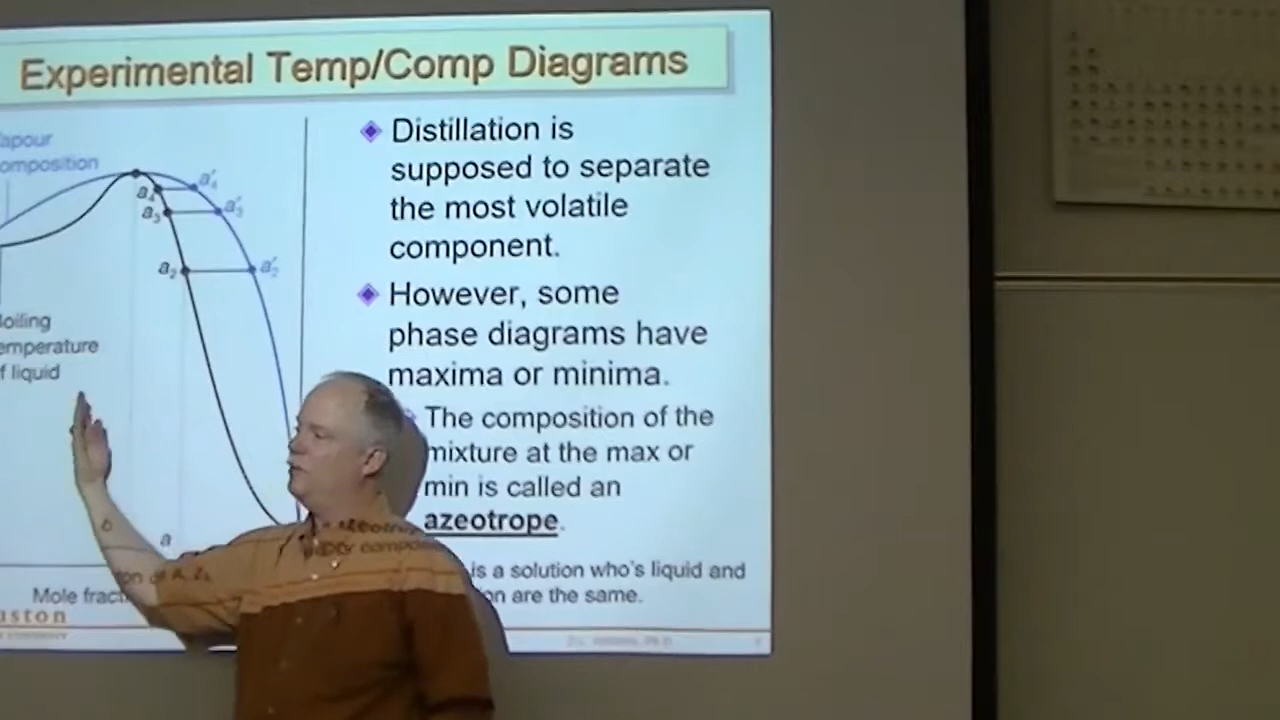 Experimental Temp/Comp Diagrams
apour
omposition
a₄
a₃
a₂
a′₄
a′₃
a′₂
oiling
emperature
f liquid
b
a
Mole fract
aston
Distillation is
supposed to separate
the most volatile
component.
However, some
phase diagrams have
maxima or minima.
The composition of the
mixture at the max or
min is called an
azeotrope.
is a solution who's liquid and
on are the same.